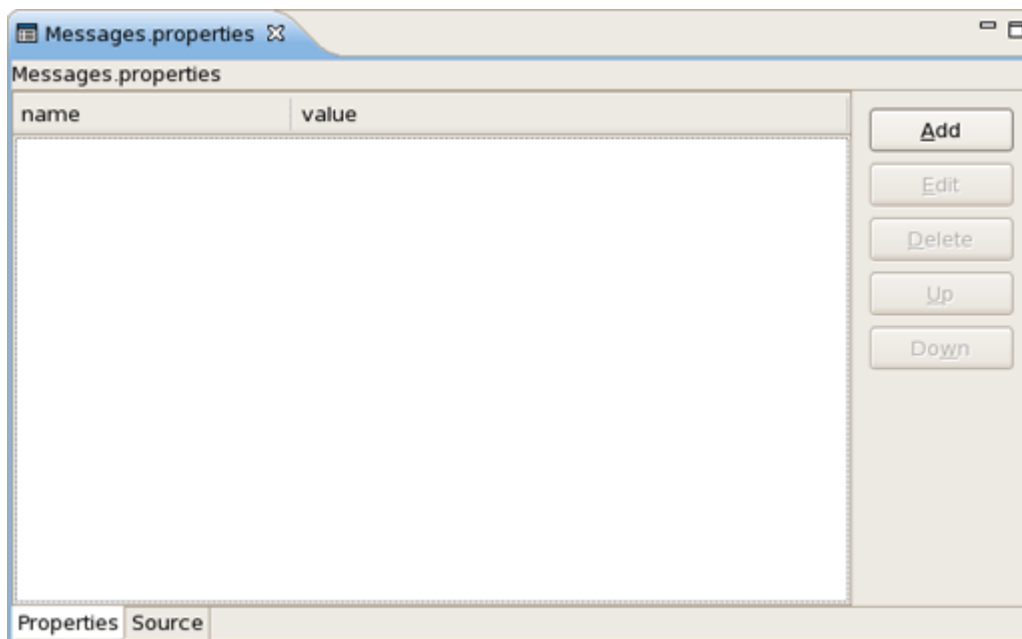 Messages.properties
Messages.properties
name value
Add
Edit
Delete
Up
Down
Properties Source